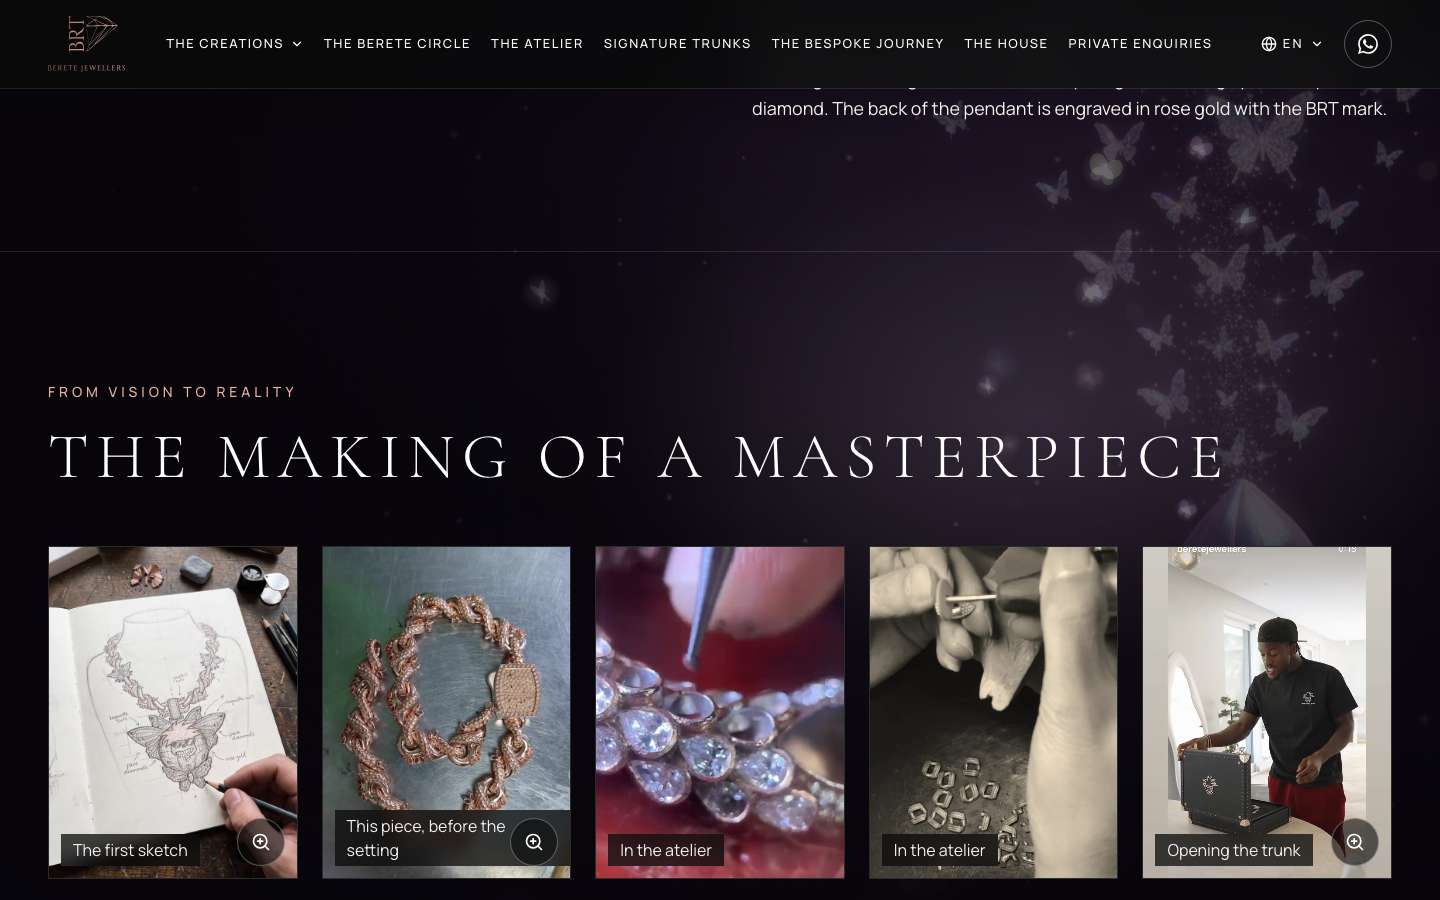 BRT
BERETE JEWELLERS
THE CREATIONS
THE BERETE CIRCLE
THE ATELIER
SIGNATURE TRUNKS
THE BESPOKE JOURNEY
THE HOUSE
PRIVATE ENQUIRIES
EN
diamond. The back of the pendant is engraved in rose gold with the BRT mark.
FROM VISION TO REALITY
THE MAKING OF A MASTERPIECE
beretejewellers
0:15
The first sketch
This piece, before the
setting
In the atelier
In the atelier
Opening the trunk